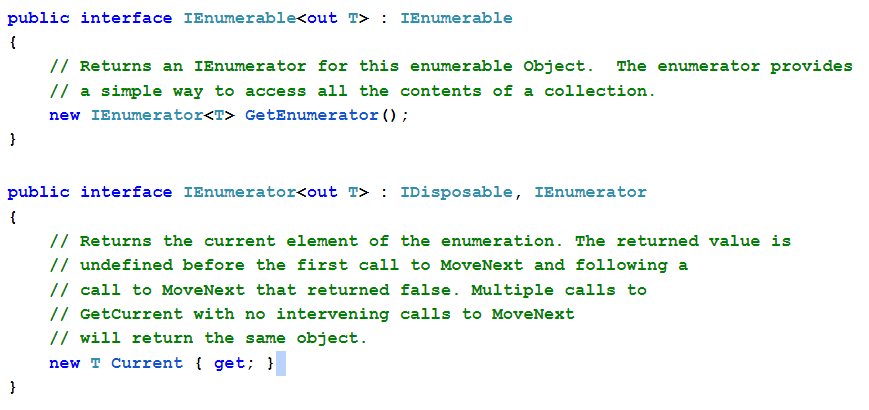 public interface IEnumerable<out T> : IEnumerable
{
    // Returns an IEnumerator for this enumerable Object.  The enumerator provides
    // a simple way to access all the contents of a collection.
    new IEnumerator<T> GetEnumerator();
}

public interface IEnumerator<out T> : IDisposable, IEnumerator
{
    // Returns the current element of the enumeration. The returned value is
    // undefined before the first call to MoveNext and following a
    // call to MoveNext that returned false. Multiple calls to
    // GetCurrent with no intervening calls to MoveNext
    // will return the same object.
    new T Current { get; }
}